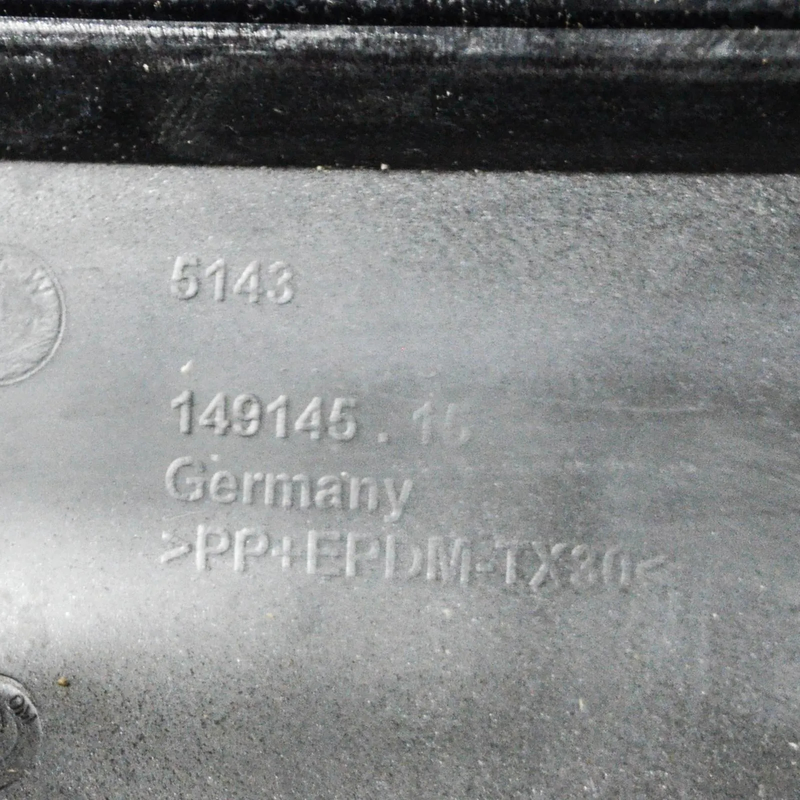 5143
149145 . 15
Germany
>PP+EPDM-TX30<